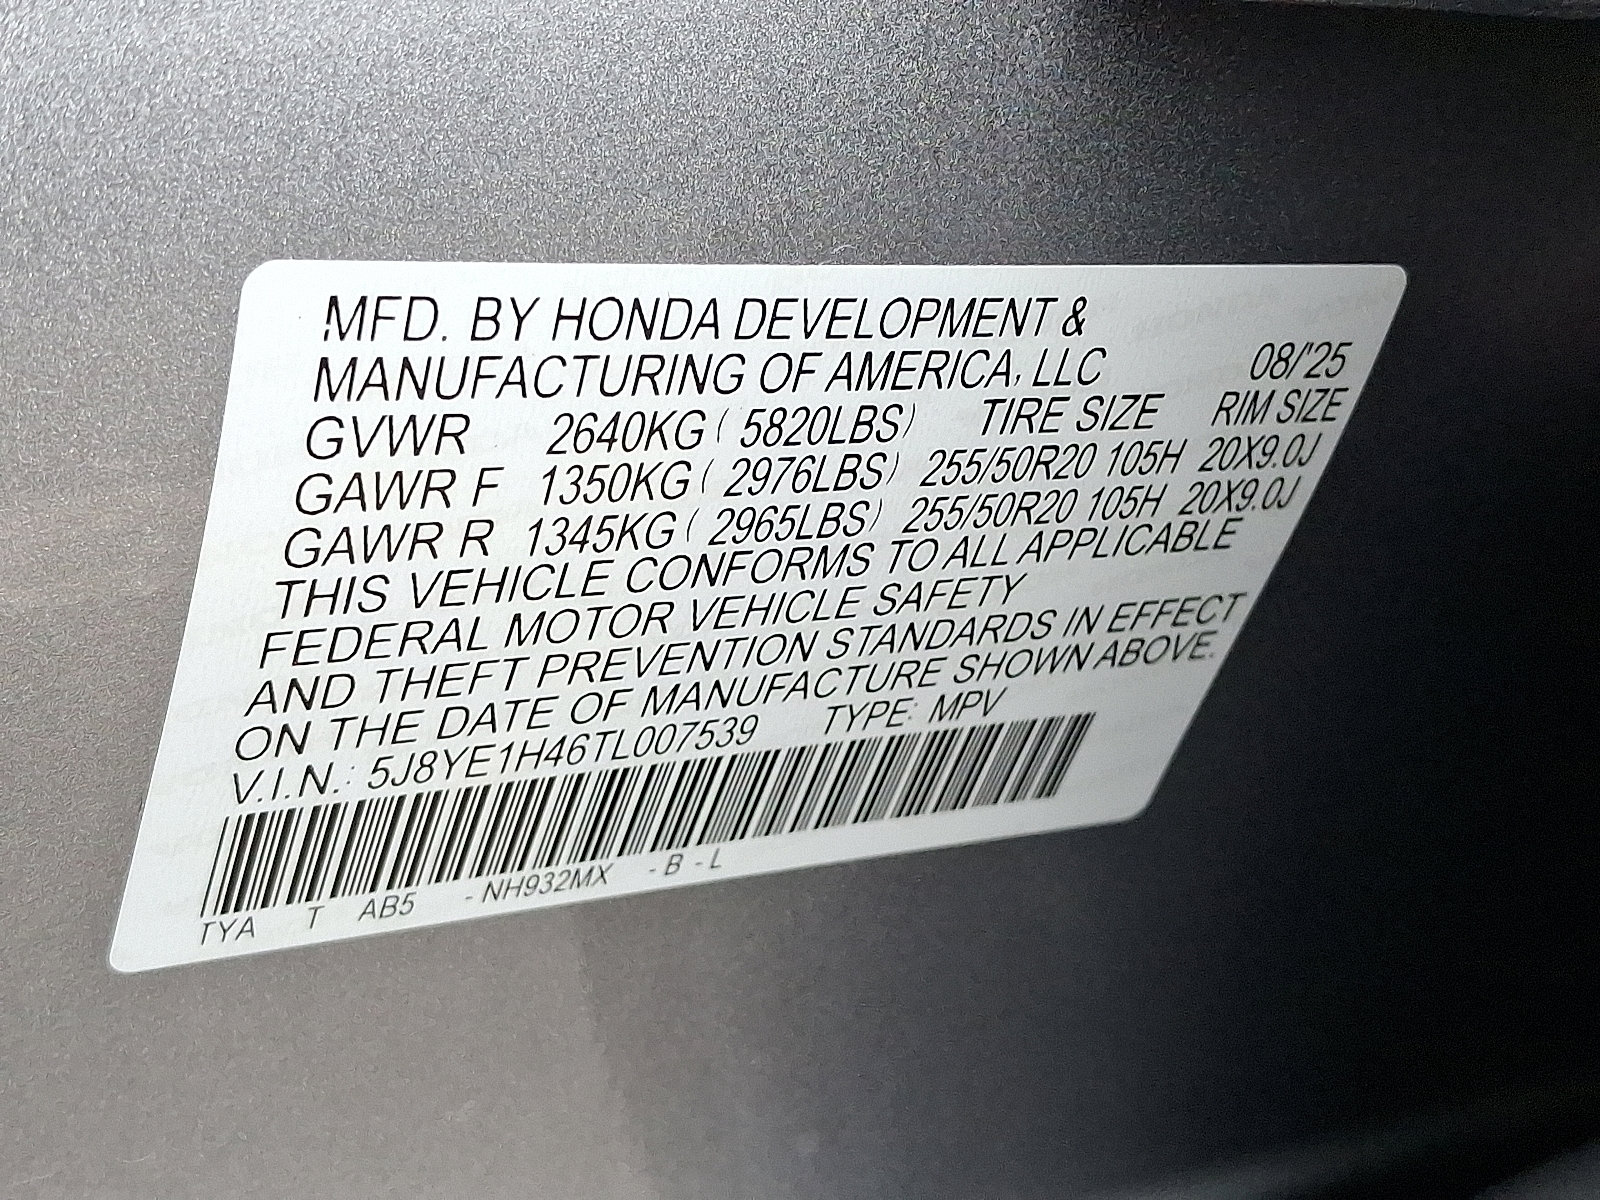 MFD. BY HONDA DEVELOPMENT &
MANUFACTURING OF AMERICA, LLC 08/'25
GVWR 2640KG ( 5820LBS) TIRE SIZE RIM SIZE
GAWR F 1350KG ( 2976LBS) 255/50R20 105H 20X9.0J
GAWR R 1345KG ( 2965LBS) 255/50R20 105H 20X9.0J
THIS VEHICLE CONFORMS TO ALL APPLICABLE
FEDERAL MOTOR VEHICLE SAFETY
AND THEFT PREVENTION STANDARDS IN EFFECT
ON THE DATE OF MANUFACTURE SHOWN ABOVE.
V.I.N.: 5J8YE1H46TL007539 TYPE: MPV
TYA T AB5 -NH932MX -B -L